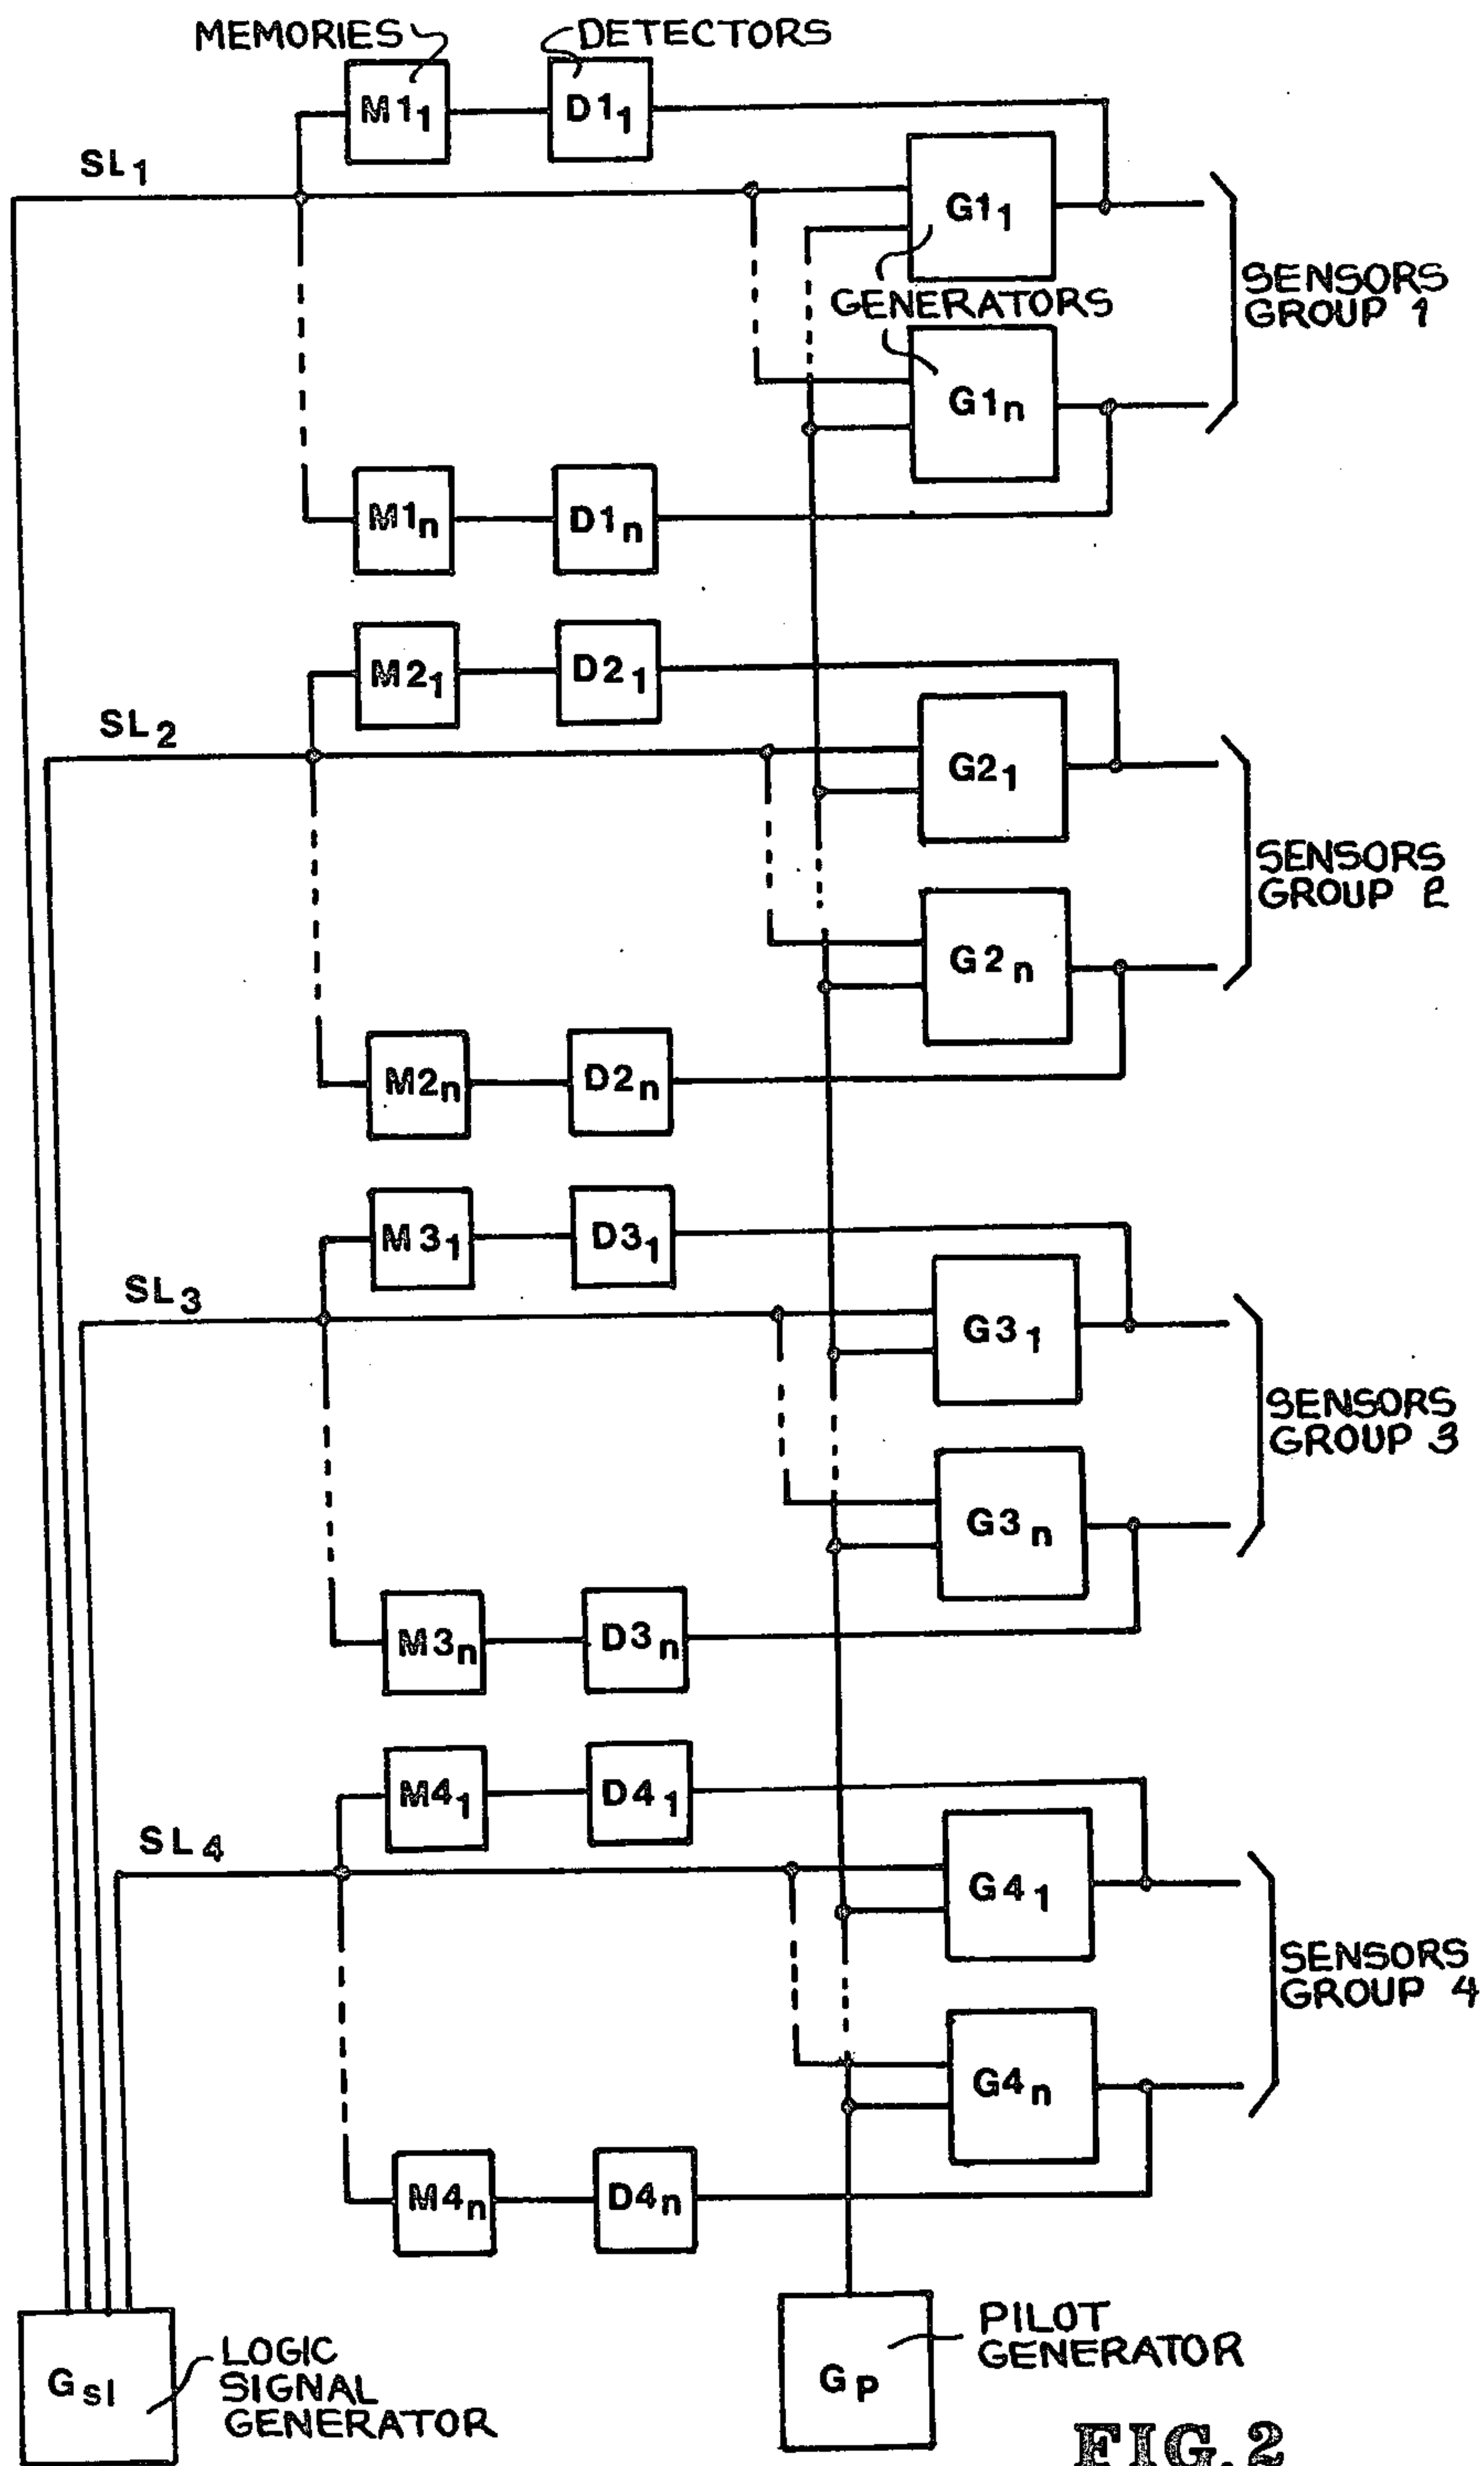 MEMORIES
DETECTORS
M1₁
D1₁
SL₁
G1₁
GENERATORS
SENSORS
GROUP 1
G1ₙ
M1ₙ
D1ₙ
M2₁
D2₁
SL₂
G2₁
SENSORS
GROUP 2
G2ₙ
M2ₙ
D2ₙ
M3₁
D3₁
SL₃
G3₁
SENSORS
GROUP 3
G3ₙ
M3ₙ
D3ₙ
M4₁
D4₁
SL₄
G4₁
SENSORS
GROUP 4
G4ₙ
M4ₙ
D4ₙ
Gsl
LOGIC
SIGNAL
GENERATOR
Gp
PILOT
GENERATOR
FIG. 2